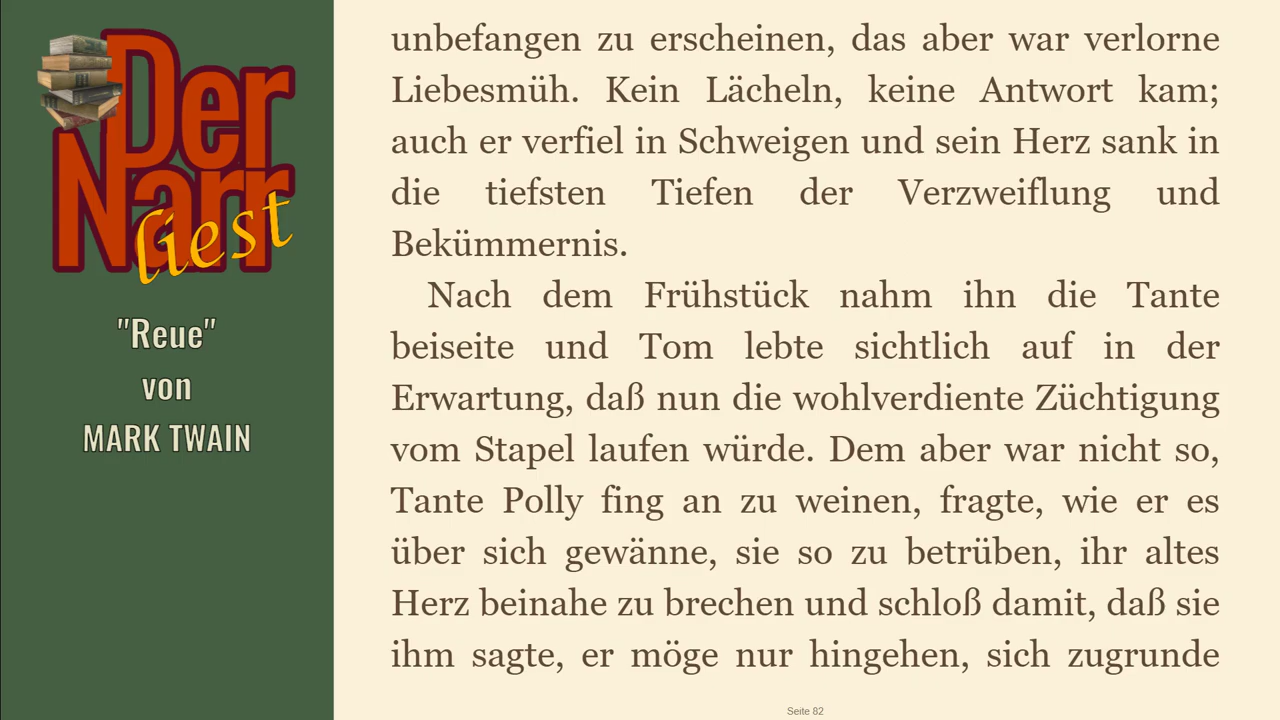 Der
Narr
liest
"Reue"
von
MARK TWAIN
unbefangen zu erscheinen, das aber war verlorne
Liebesmüh. Kein Lächeln, keine Antwort kam;
auch er verfiel in Schweigen und sein Herz sank in
die tiefsten Tiefen der Verzweiflung und
Bekümmernis.
Nach dem Frühstück nahm ihn die Tante
beiseite und Tom lebte sichtlich auf in der
Erwartung, daß nun die wohlverdiente Züchtigung
vom Stapel laufen würde. Dem aber war nicht so,
Tante Polly fing an zu weinen, fragte, wie er es
über sich gewänne, sie so zu betrüben, ihr altes
Herz beinahe zu brechen und schloß damit, daß sie
ihm sagte, er möge nur hingehen, sich zugrunde
Seite 82